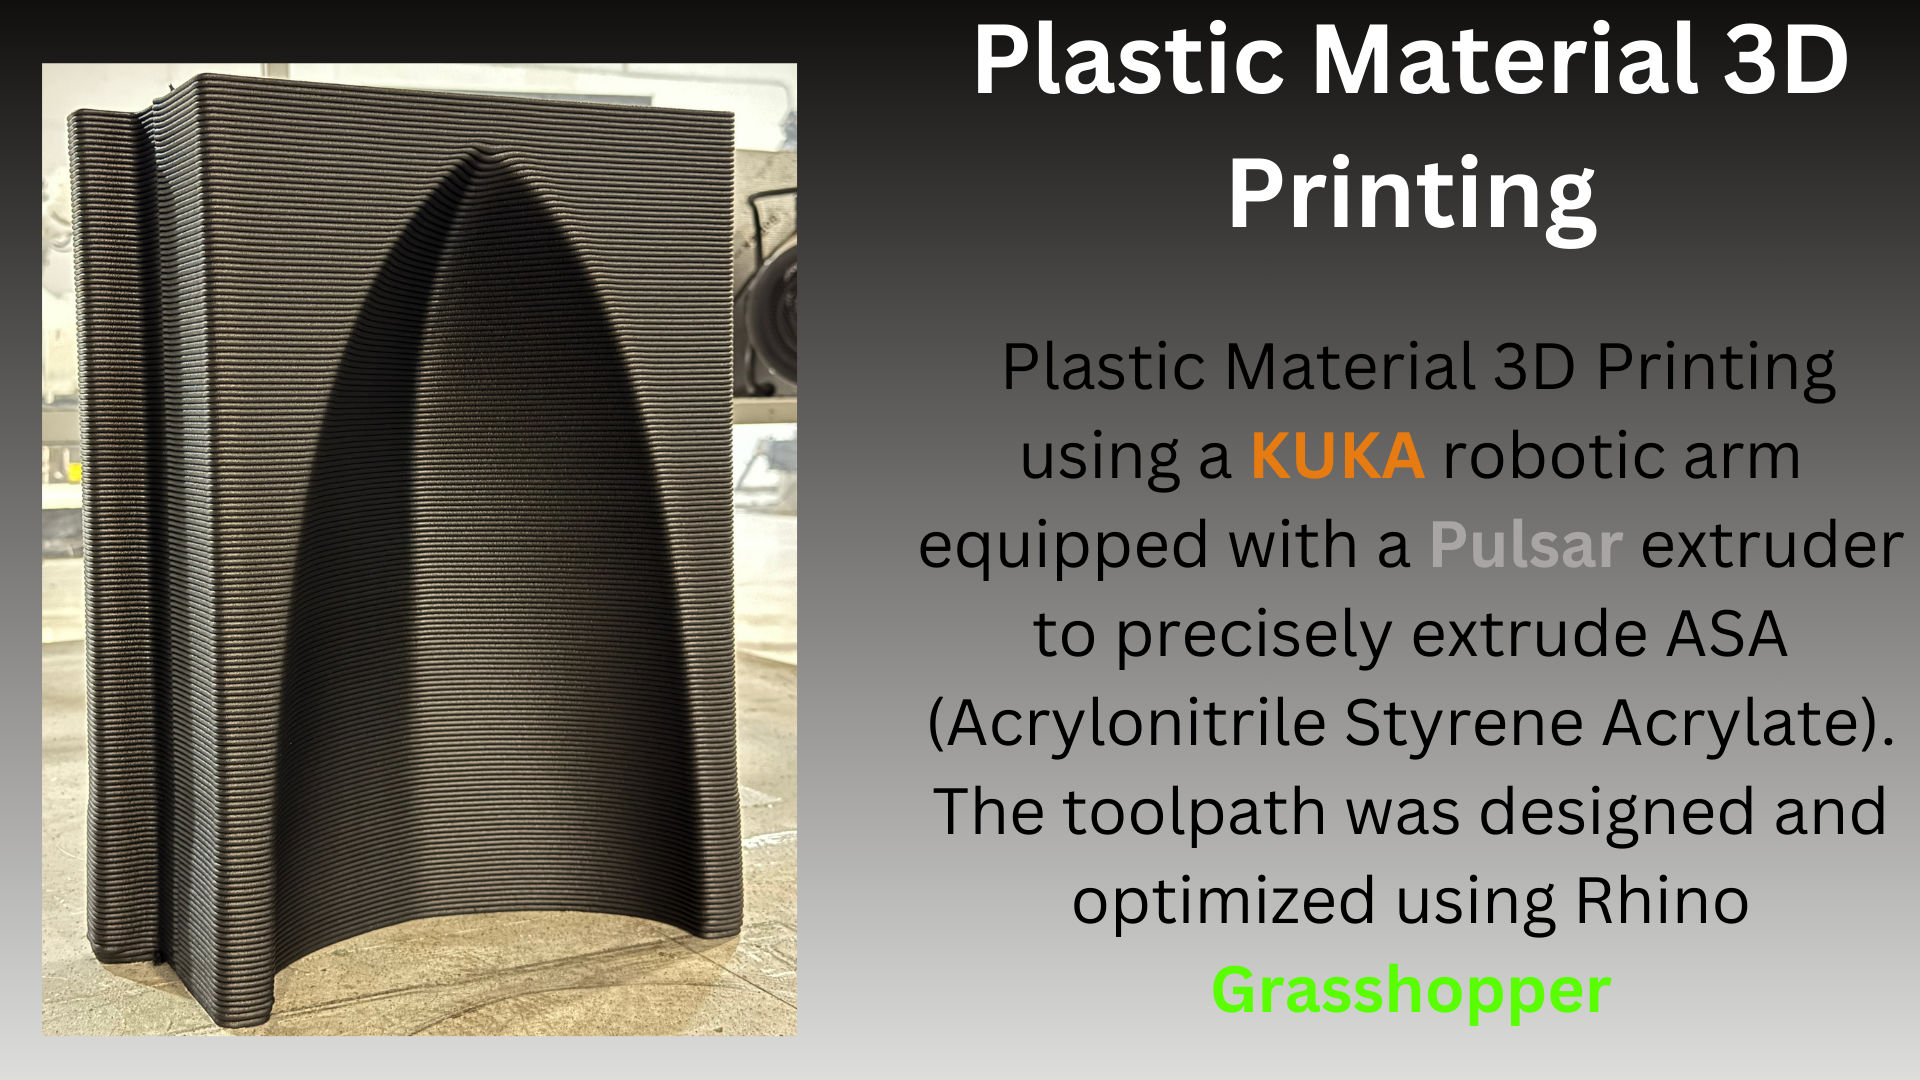 Plastic Material 3D
Printing
Plastic Material 3D Printing
using a KUKA robotic arm
equipped with a Pulsar extruder
to precisely extrude ASA
(Acrylonitrile Styrene Acrylate).
The toolpath was designed and
optimized using Rhino
Grasshopper